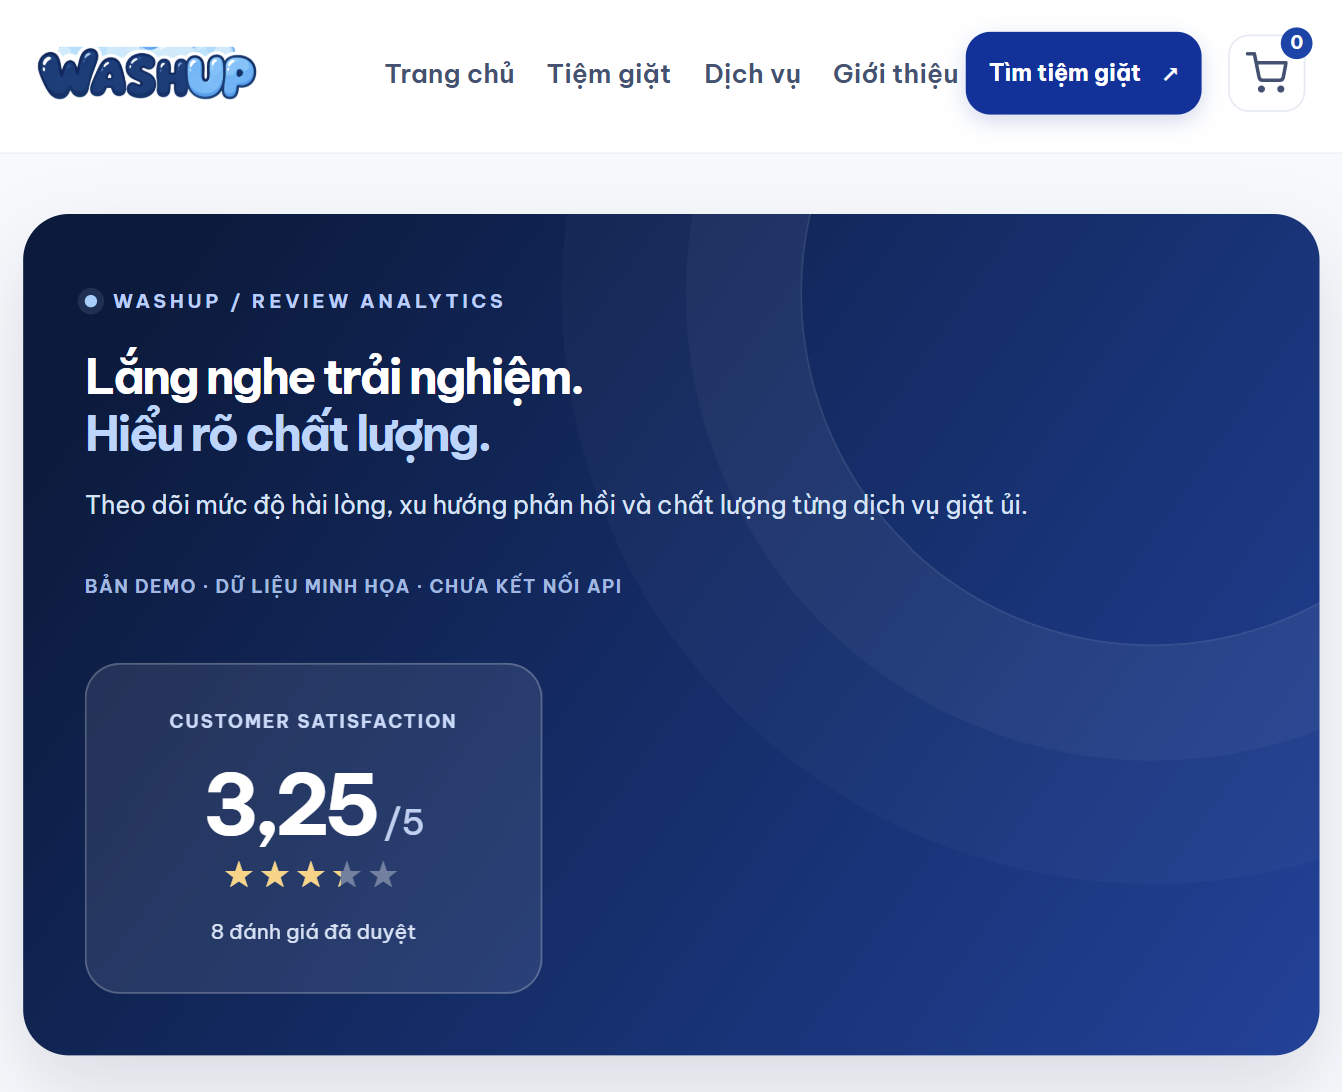 WASHUP
Trang chủ
Tiệm giặt
Dịch vụ
Giới thiệu
Tìm tiệm giặt ↗
0
WASHUP / REVIEW ANALYTICS
Lắng nghe trải nghiệm.
Hiểu rõ chất lượng.
Theo dõi mức độ hài lòng, xu hướng phản hồi và chất lượng từng dịch vụ giặt ủi.
BẢN DEMO · DỮ LIỆU MINH HỌA · CHƯA KẾT NỐI API
CUSTOMER SATISFACTION
3,25 /5
8 đánh giá đã duyệt